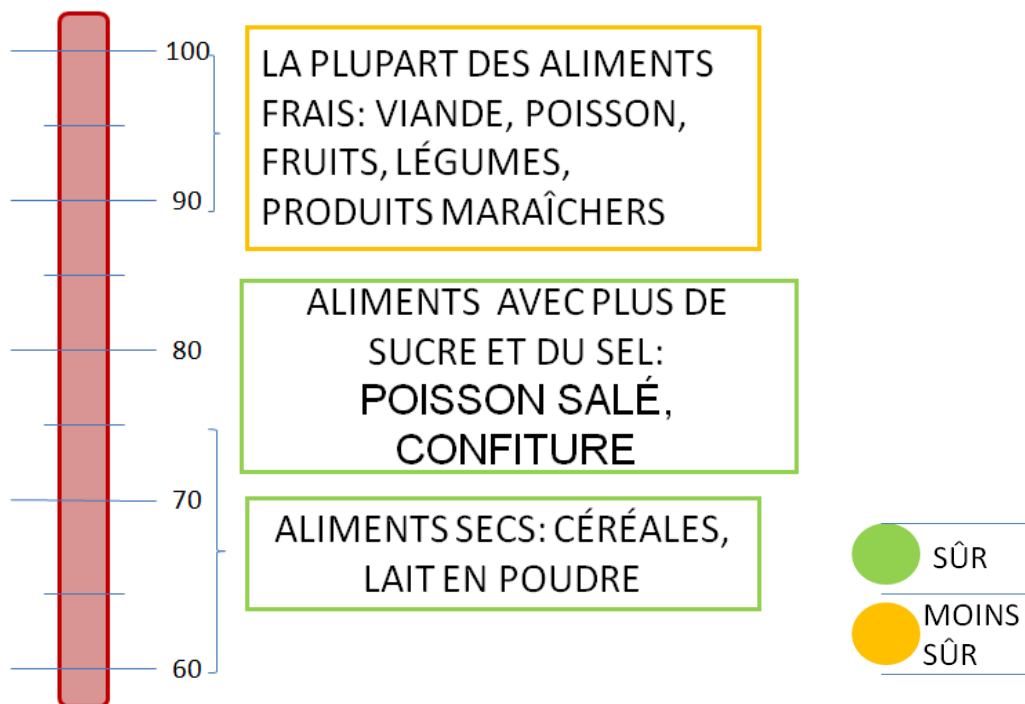 100
LA PLUPART DES ALIMENTS
FRAIS: VIANDE, POISSON,
FRUITS, LÉGUMES,
PRODUITS MARAÎCHERS
90
ALIMENTS AVEC PLUS DE
SUCRE ET DU SEL:
POISSON SALÉ,
CONFITURE
80
70
ALIMENTS SECS: CÉRÉALES,
LAIT EN POUDRE
60
SÛR
MOINS
SÛR